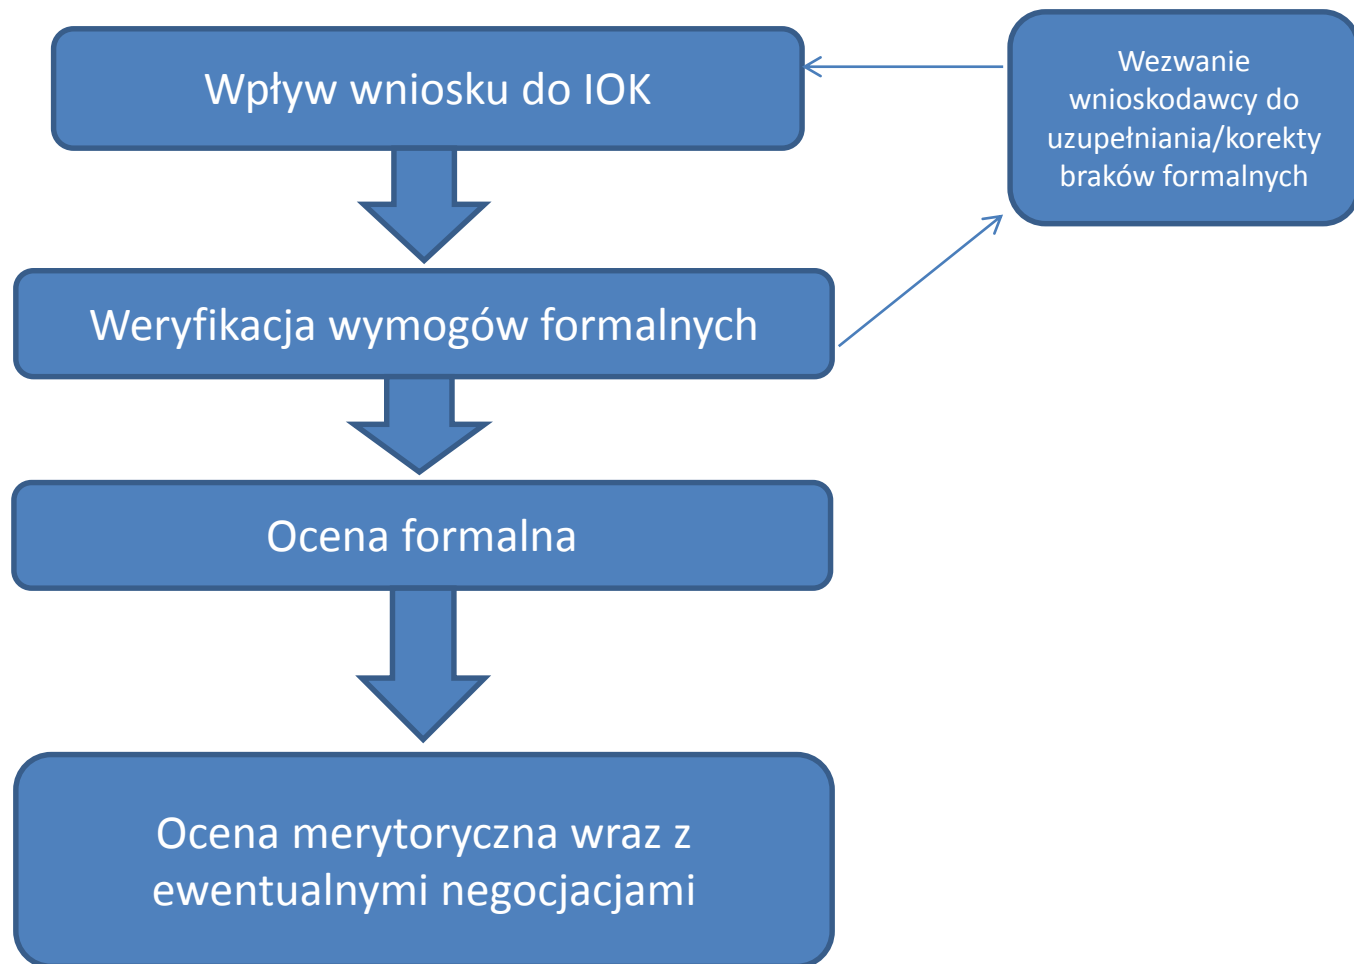 Wpływ wniosku do IOK
Wezwanie
wnioskodawcy do
uzupełniania/korekty
braków formalnych
Weryfikacja wymogów formalnych
Ocena formalna
Ocena merytoryczna wraz z
ewentualnymi negocjacjami